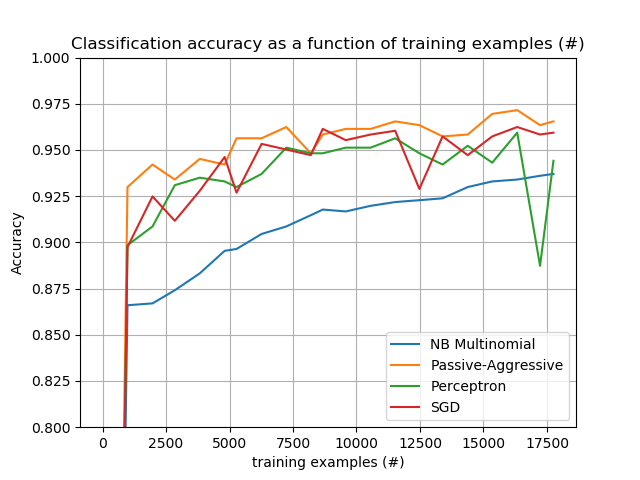 Classification accuracy as a function of training examples (#)
1.000
0.975
0.950
0.925
0.900
0.875
0.850
0.825
0.800
Accuracy
NB Multinomial
Passive-Aggressive
Perceptron
SGD
0 2500 5000 7500 10000 12500 15000 17500
training examples (#)